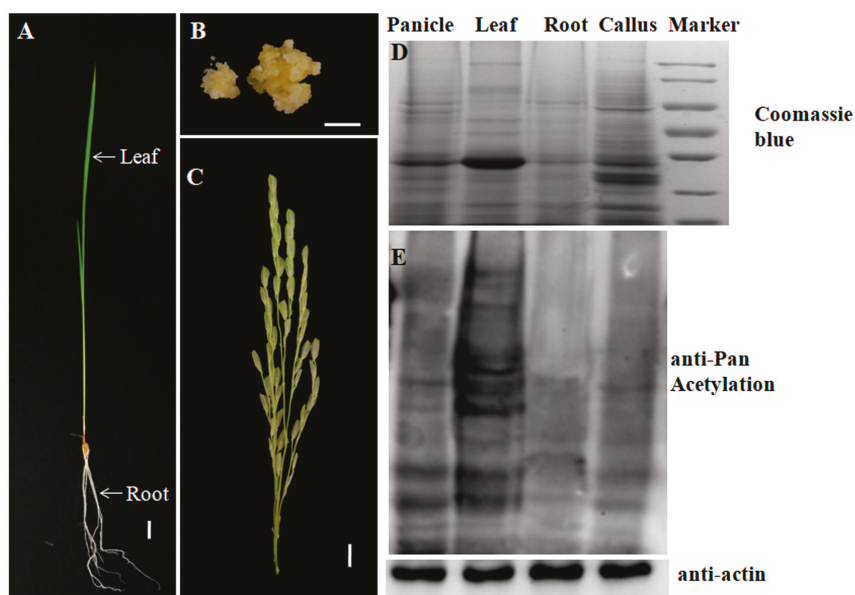 A
Leaf
Root
B
C
Panicle Leaf Root Callus Marker
D
Coomassie
blue
E
anti-Pan
Acetylation
anti-actin